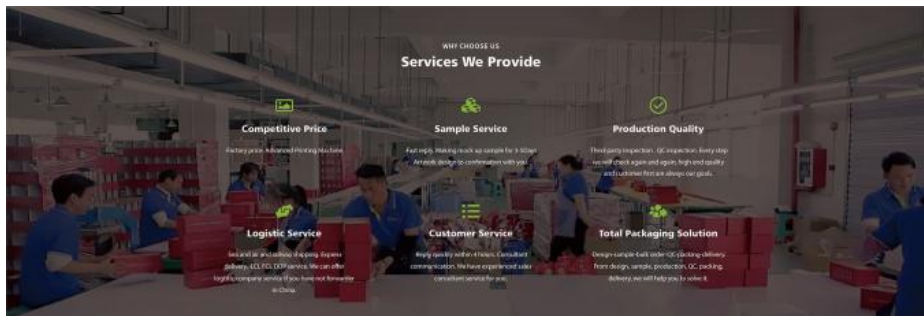 WHY CHOOSE US
Services We Provide
Competitive Price
Factory price. Advanced Printing Machine.
Sample Service
Fast reply. Making mock up sample for 3-5Days
Artwork design to confirmation with you.
Production Quality
Third party inspection , QC inspection. Every step
we will check again and again, high end quality
and customer first are always our goals.
Logistic Service
Sea and air and railway shipping. Express
delivery. LCL FCL DDP service. We can offer
logistic company service if you have not forwarder
in China.
Customer Service
Reply quickly within 4 hours. Consultant
communication. We have experienced sales
consultant service for you.
Total Packaging Solution
Design-sample-bulk order-QC-packing-delivery.
From design, sample, production, QC, packing,
delivery, we will help you to solve it.